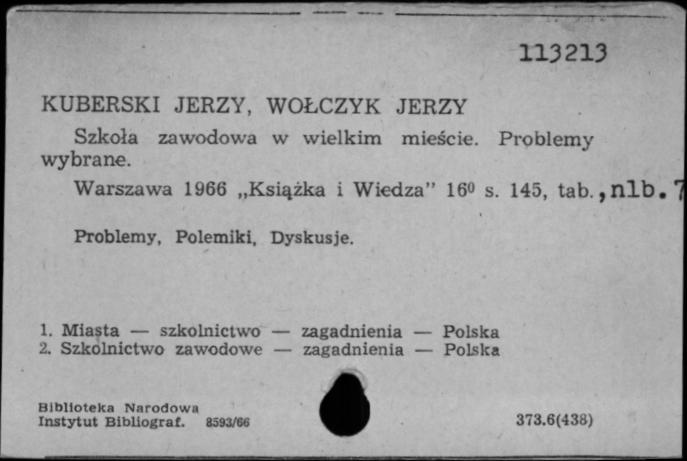 113213
KUBERSKI JERZY, WOŁCZYK JERZY
Szkoła zawodowa w wielkim mieście. Problemy
wybrane.
Warszawa 1966 „Książka i Wiedza” 16⁰ s. 145, tab., nlb. 7
Problemy, Polemiki, Dyskusje.
1. Miasta — szkolnictwo — zagadnienia — Polska
2. Szkolnictwo zawodowe — zagadnienia — Polska
Biblioteka Narodowa
Instytut Bibliograf. 8593/66
373.6(438)